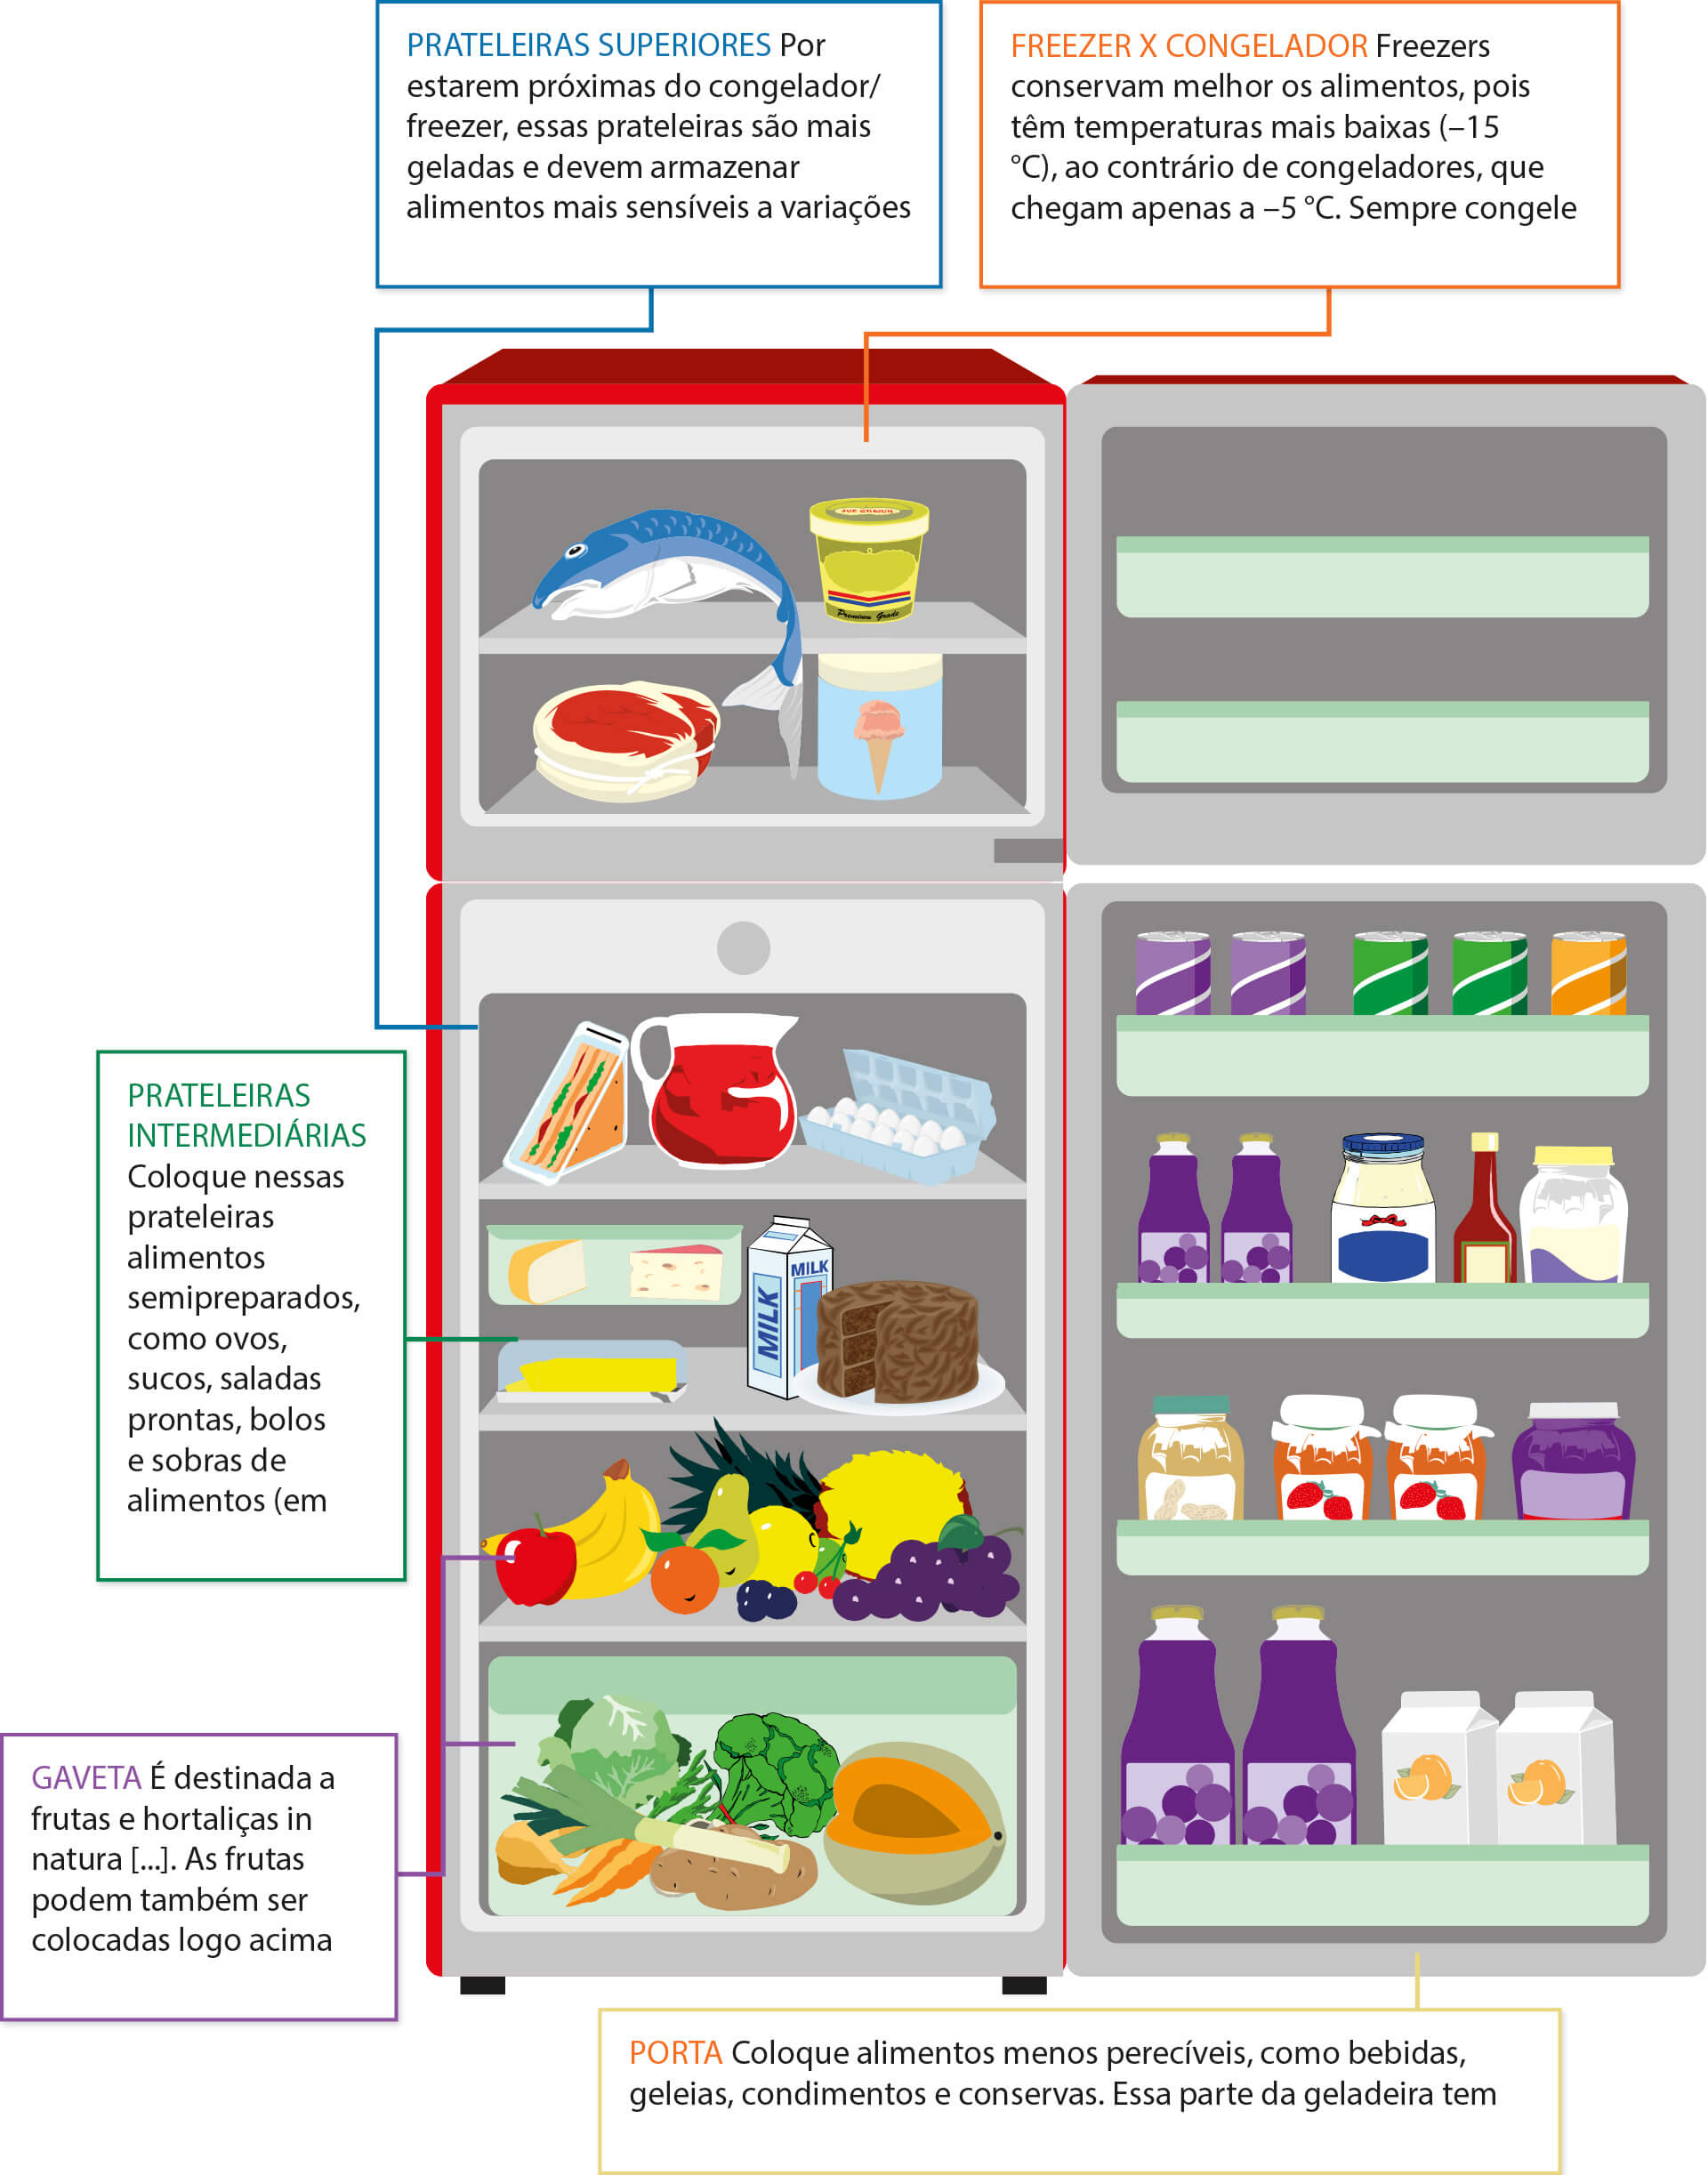 PRATELEIRAS SUPERIORES Por
estarem próximas do congelador/
freezer, essas prateleiras são mais
geladas e devem armazenar
alimentos mais sensíveis a variações
FREEZER X CONGELADOR Freezers
conservam melhor os alimentos, pois
têm temperaturas mais baixas (–15
°C), ao contrário de congeladores, que
chegam apenas a –5 °C. Sempre congele
Premium Grade
PRATELEIRAS
INTERMEDIÁRIAS
Coloque nessas
prateleiras
alimentos
semipreparados,
como ovos,
sucos, saladas
prontas, bolos
e sobras de
alimentos (em
MILK
MILK
GAVETA É destinada a
frutas e hortaliças in
natura [...]. As frutas
podem também ser
colocadas logo acima
PORTA Coloque alimentos menos perecíveis, como bebidas,
geleias, condimentos e conservas. Essa parte da geladeira tem